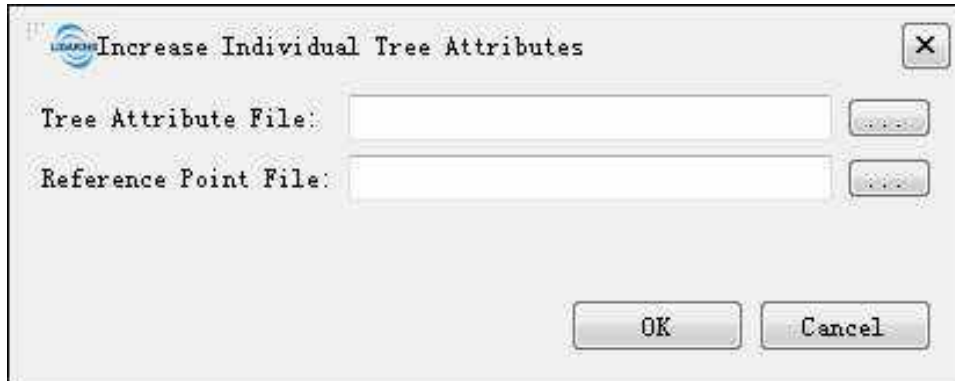 Increase Individual Tree Attributes
Tree Attribute File:
...
Reference Point File:
...
OK
Cancel